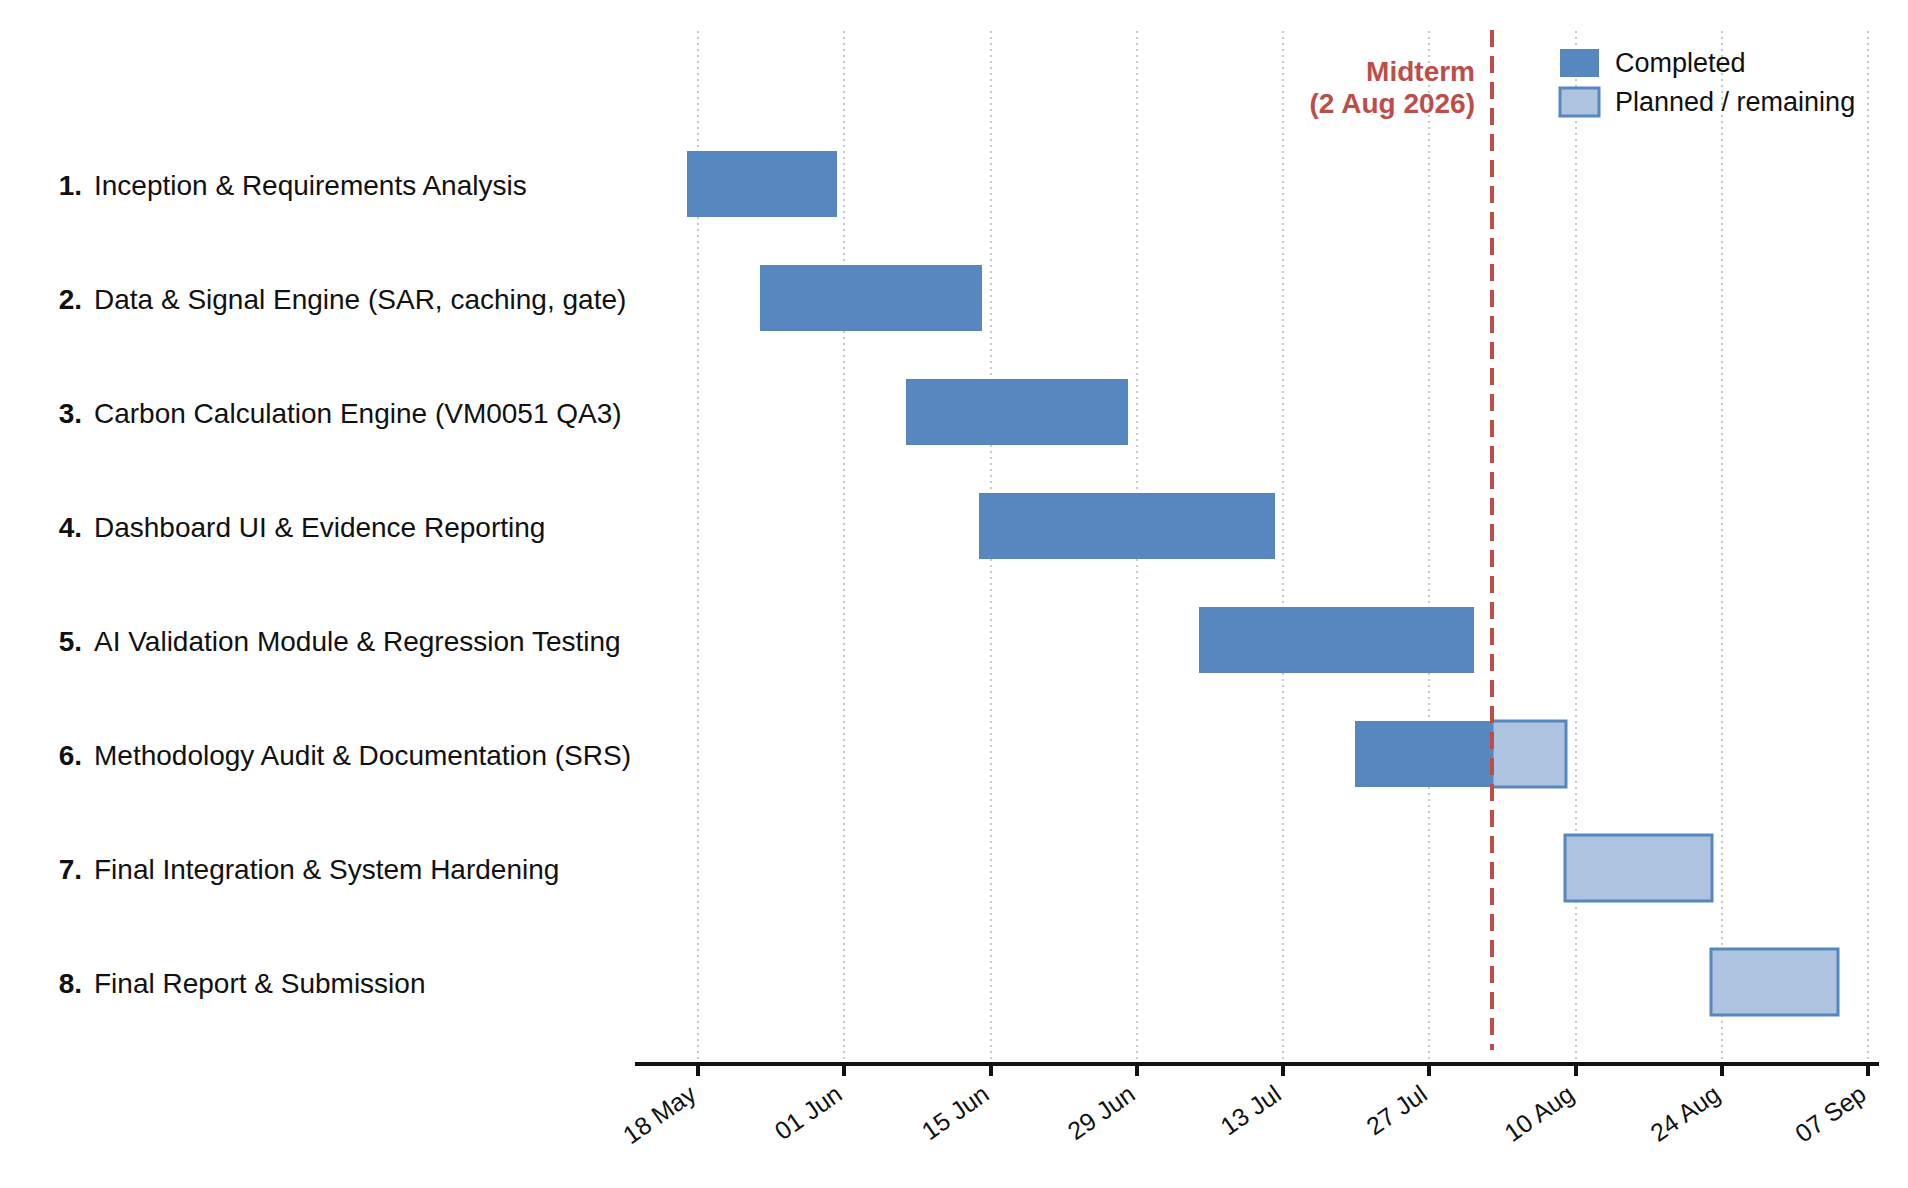 Midterm
(2 Aug 2026)
Completed
Planned / remaining
1. Inception & Requirements Analysis
2. Data & Signal Engine (SAR, caching, gate)
3. Carbon Calculation Engine (VM0051 QA3)
4. Dashboard UI & Evidence Reporting
5. AI Validation Module & Regression Testing
6. Methodology Audit & Documentation (SRS)
7. Final Integration & System Hardening
8. Final Report & Submission
18 May
01 Jun
15 Jun
29 Jun
13 Jul
27 Jul
10 Aug
24 Aug
07 Sep